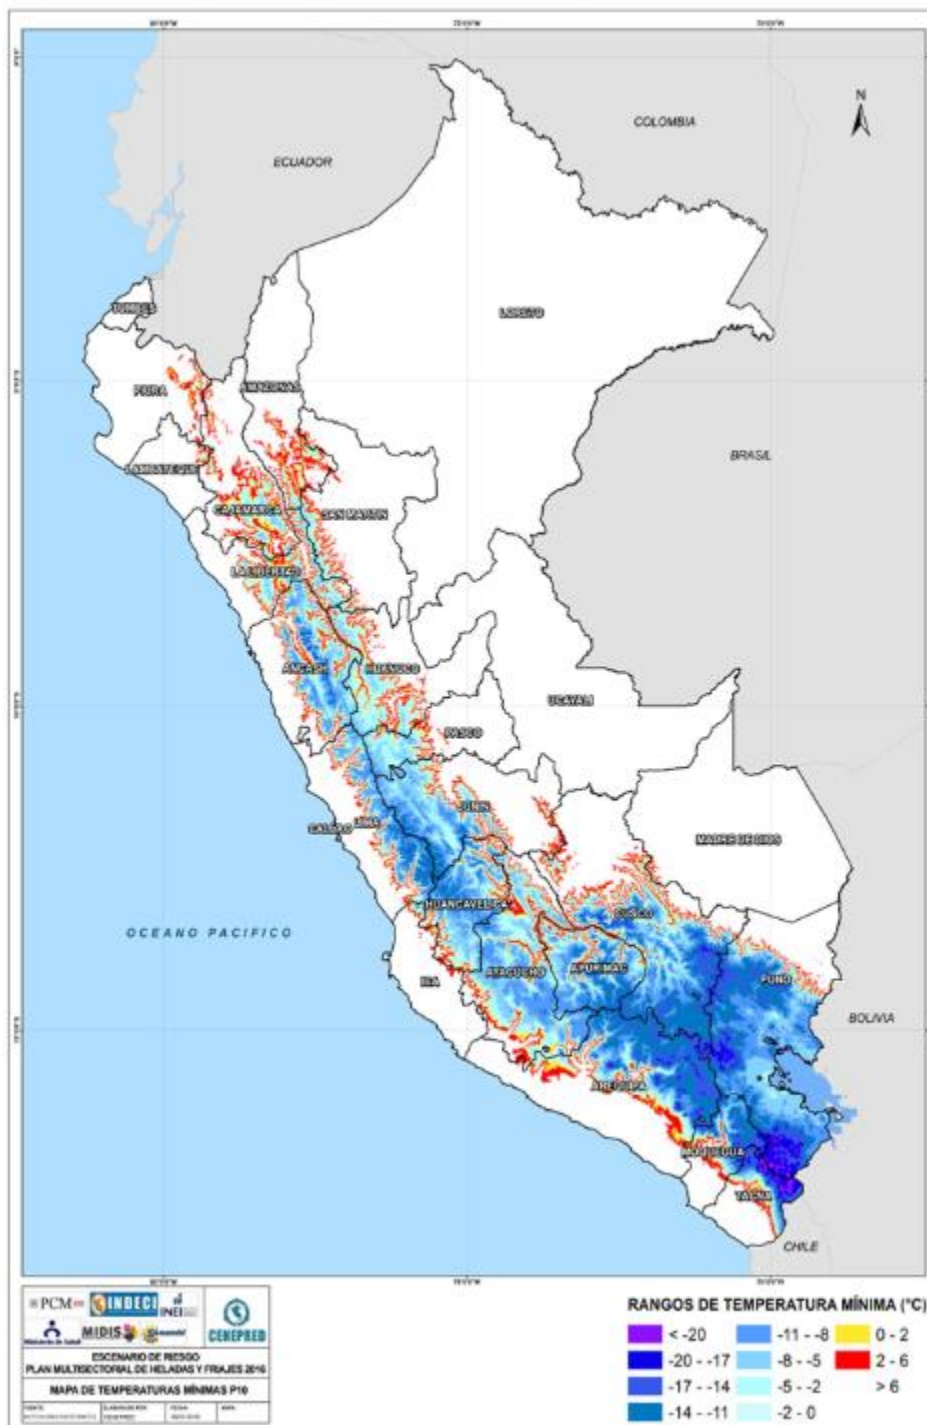 N
COLOMBIA
ECUADOR
TUMBES
LORETO
PIURA
AMAZONAS
LAMBAYEQUE
BRASIL
CAJAMARCA
SAN MARTIN
LA LIBERTAD
ANCASH
HUANUCO
UCAYALI
PASCO
JUNIN
CALLAO
LIMA
MADRE DE DIOS
HUANCAVELICA
CUSCO
OCEANO PACÍFICO
AYACUCHO
APURIMAC
PUNO
ICA
BOLIVIA
AREQUIPA
MOQUEGUA
TACNA
CHILE
PCM
INDECI
INEI
MIDIS
CENEPRED
ESCENARIO DE RIESGO
PLAN MULTISECTORIAL DE HELADAS Y FRIAJES 2016
MAPA DE TEMPERATURAS MÍNIMAS P10
RANGOS DE TEMPERATURA MÍNIMA (°C)
< -20
-11 - -8
0 - 2
-20 - -17
-8 - -5
2 - 6
-17 - -14
-5 - -2
> 6
-14 - -11
-2 - 0